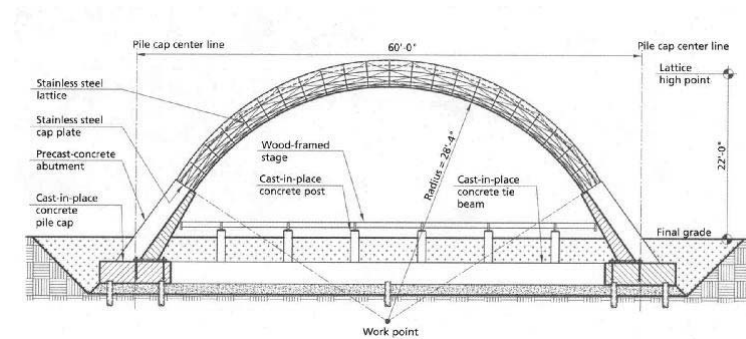 Pile cap center line
60'-0"
Pile cap center line
Lattice
high point
Stainless steel
lattice
Stainless steel
cap plate
Precast-concrete
abutment
Cast-in-place
concrete
pile cap
Wood-framed
stage
Cast-in-place
concrete post
Radius = 28'-4"
Cast-in-place
concrete tie
beam
22'-0"
Final grade
Work point